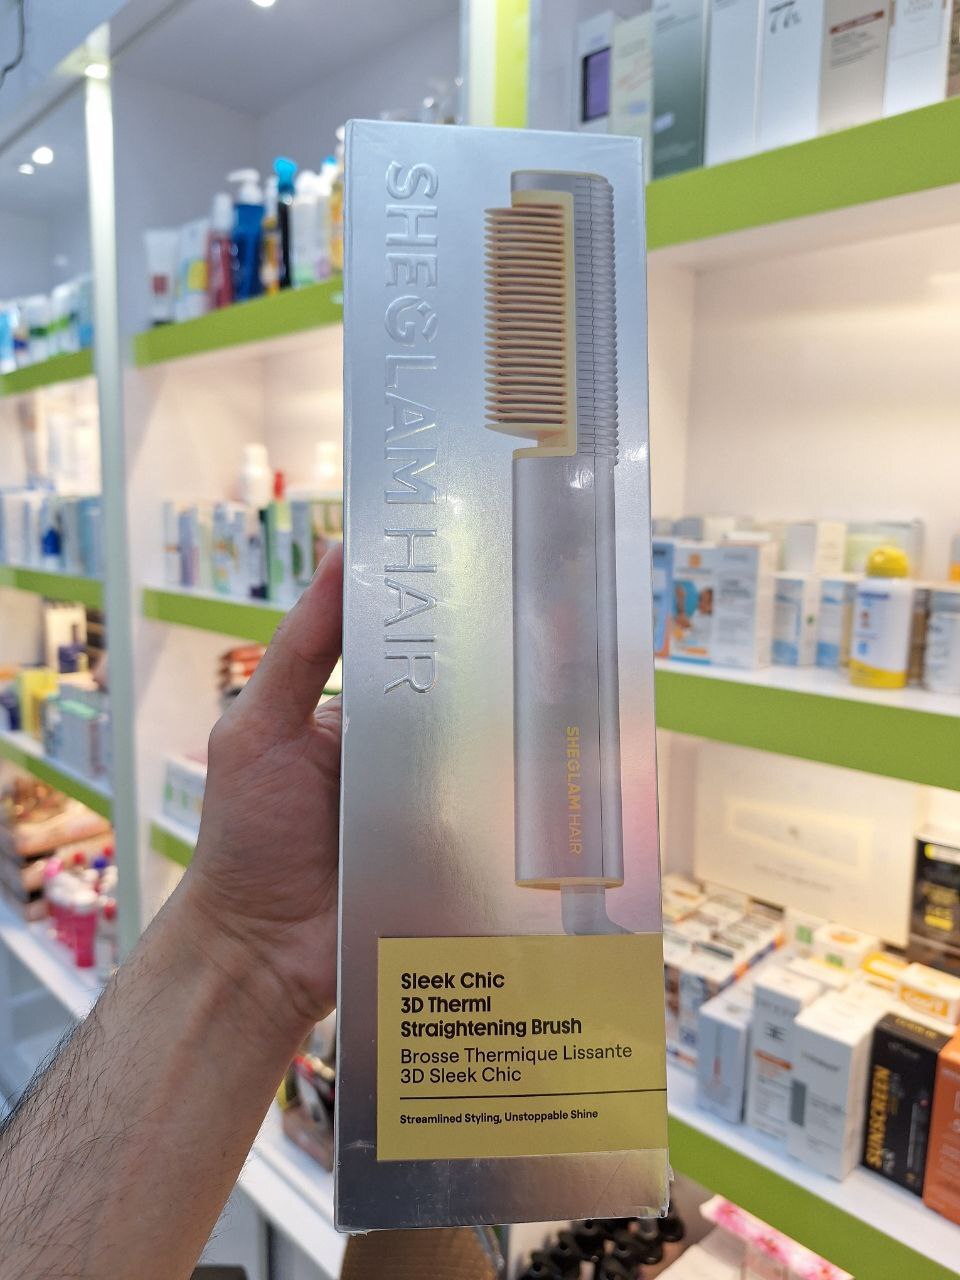 SHEGLAM HAIR
SHEGLAM HAIR
Sleek Chic
3D Therml
Straightening Brush
Brosse Thermique Lissante
3D Sleek Chic
Streamlined Styling, Unstoppable Shine
SUNSCREEN